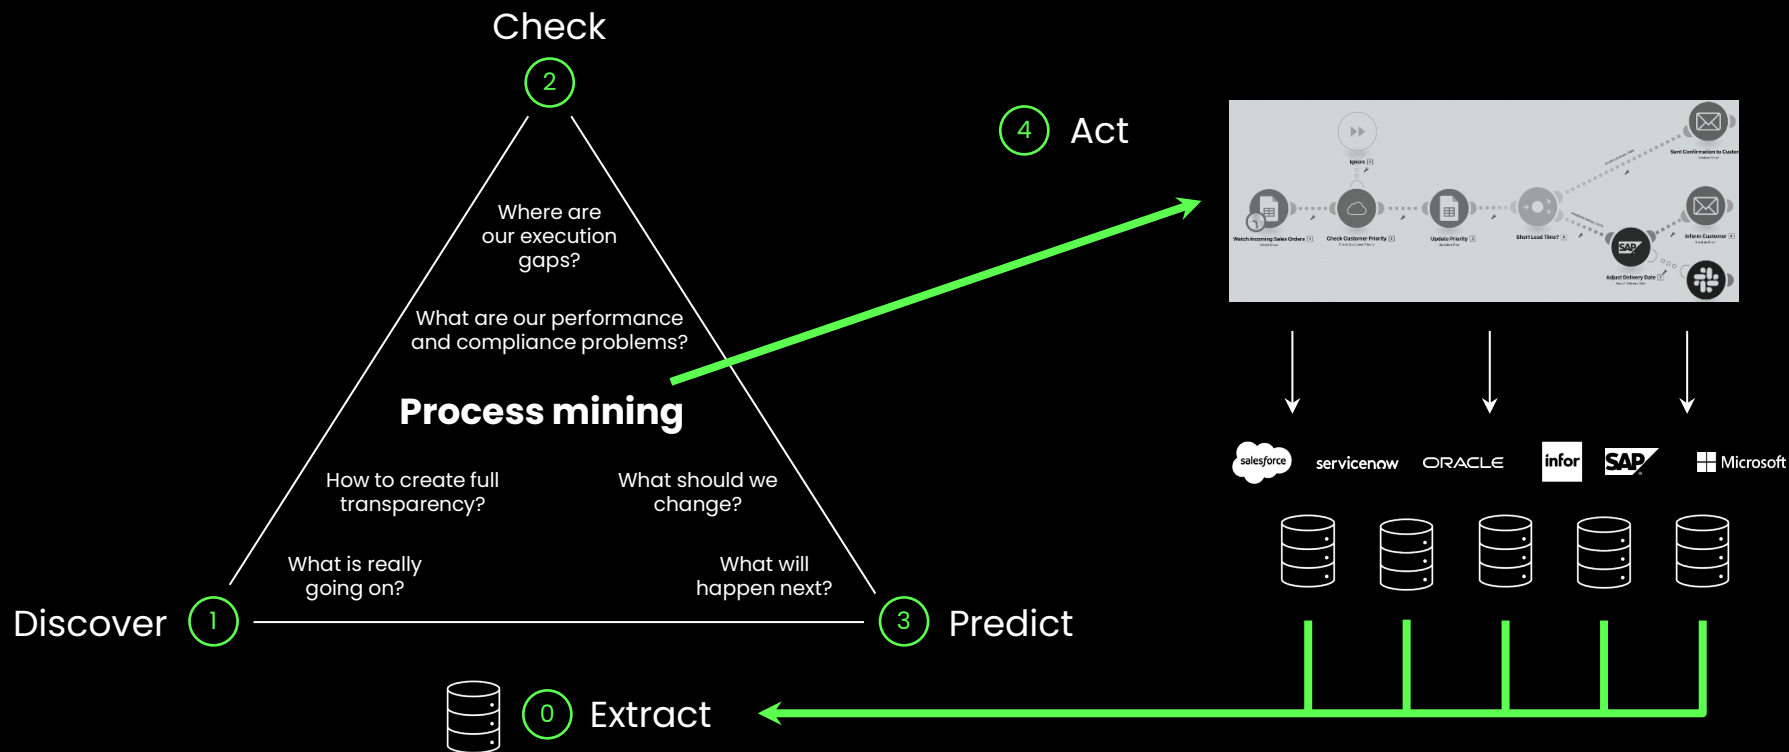 Check
2
Where are
our execution
gaps?
What are our performance
and compliance problems?
Process mining
How to create full
transparency?
What should we
change?
What is really
going on?
What will
happen next?
Discover
1
3
Predict
0
Extract
4
Act
Ignore
Sent Confirmation to Custom
Watch Incoming Sales Orders
Check Customer Priority
Update Priority
Short Lead Time?
Inform Customer
SAP
Adjust Delivery Date
salesforce
servicenow
ORACLE
infor
SAP
Microsoft